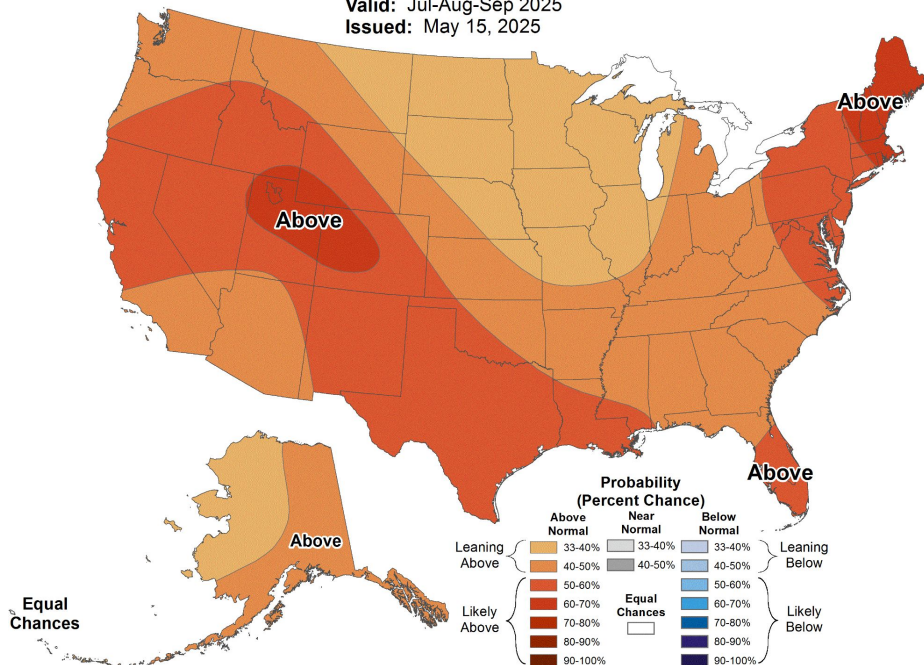 Valid: Jul-Aug-Sep 2025
Issued: May 15, 2025
Above
Above
Above
Above
Equal
Chances
Probability
(Percent Chance)
Above
Normal
Near
Normal
Below
Normal
Leaning
Above
33-40%
40-50%
33-40%
40-50%
33-40%
40-50%
Leaning
Below
Likely
Above
50-60%
60-70%
70-80%
80-90%
90-100%
Equal
Chances
50-60%
60-70%
70-80%
80-90%
90-100%
Likely
Below